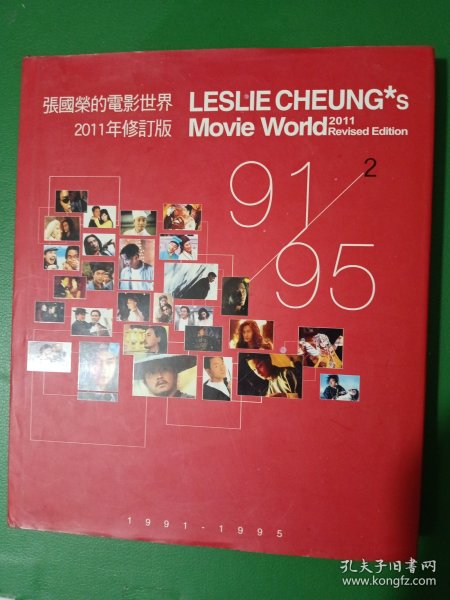 張國榮的電影世界
2011年修訂版
LESLIE CHEUNG*s
Movie World 2011 Revised Edition
91/95
2
1991-1995
孔夫子旧书网
www.kongfz.com